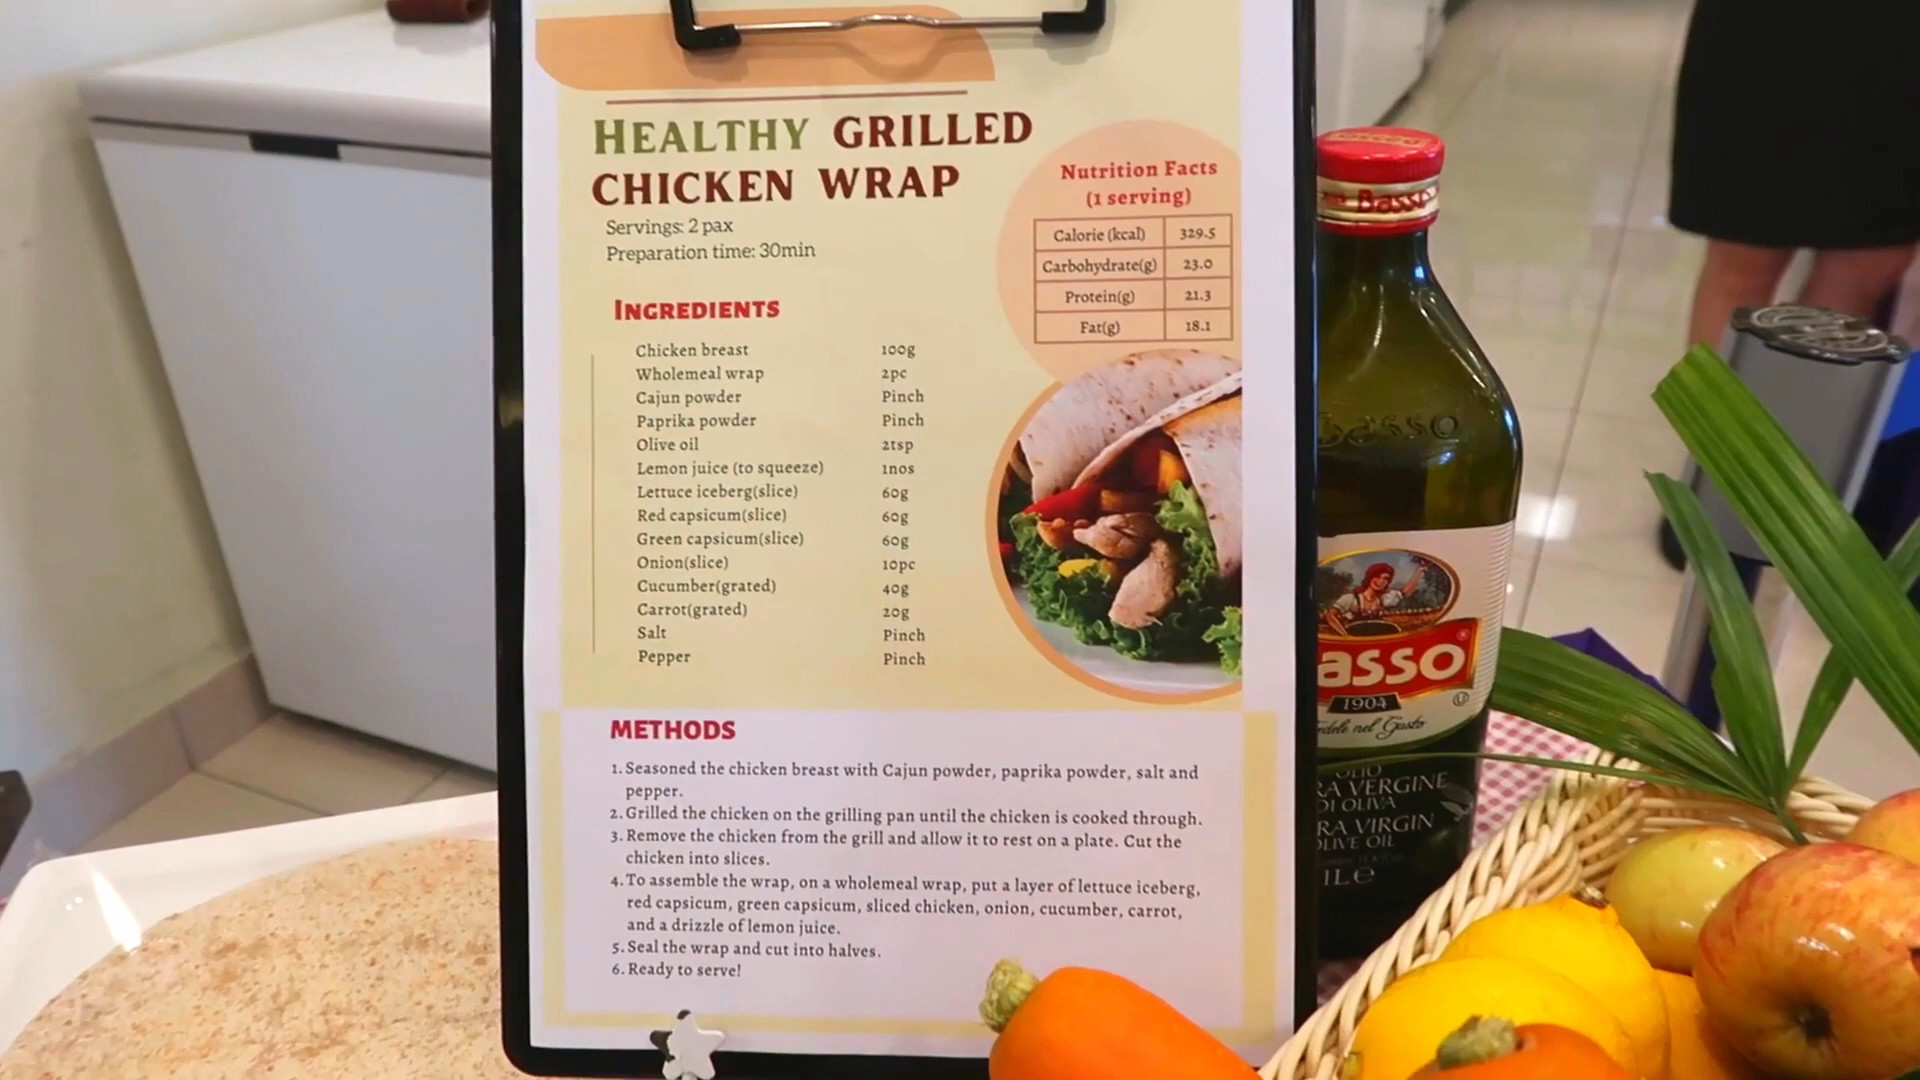 HEALTHY GRILLED
CHICKEN WRAP
Servings: 2 pax
Preparation time: 30min
Nutrition Facts
(1 serving)
Calorie (kcal) 329.5
Carbohydrate(g) 23.0
Protein(g) 21.3
Fat(g) 18.1
INGREDIENTS
Chicken breast 100g
Wholemeal wrap 2pc
Cajun powder Pinch
Paprika powder Pinch
Olive oil 2tsp
Lemon juice (to squeeze) 1nos
Lettuce iceberg(slice) 60g
Red capsicum(slice) 60g
Green capsicum(slice) 60g
Onion(slice) 10pc
Cucumber(grated) 40g
Carrot(grated) 20g
Salt Pinch
Pepper Pinch
METHODS
1. Seasoned the chicken breast with Cajun powder, paprika powder, salt and
pepper.
2. Grilled the chicken on the grilling pan until the chicken is cooked through.
3. Remove the chicken from the grill and allow it to rest on a plate. Cut the
chicken into slices.
4. To assemble the wrap, on a wholemeal wrap, put a layer of lettuce iceberg,
red capsicum, green capsicum, sliced chicken, onion, cucumber, carrot,
and a drizzle of lemon juice.
5. Seal the wrap and cut into halves.
6. Ready to serve!
Basso
Basso
asso
1904
nel Gusto
OLIO
RA VERGINE
DI OLIVA
RA VIRGIN
OLIVE OIL
1L e